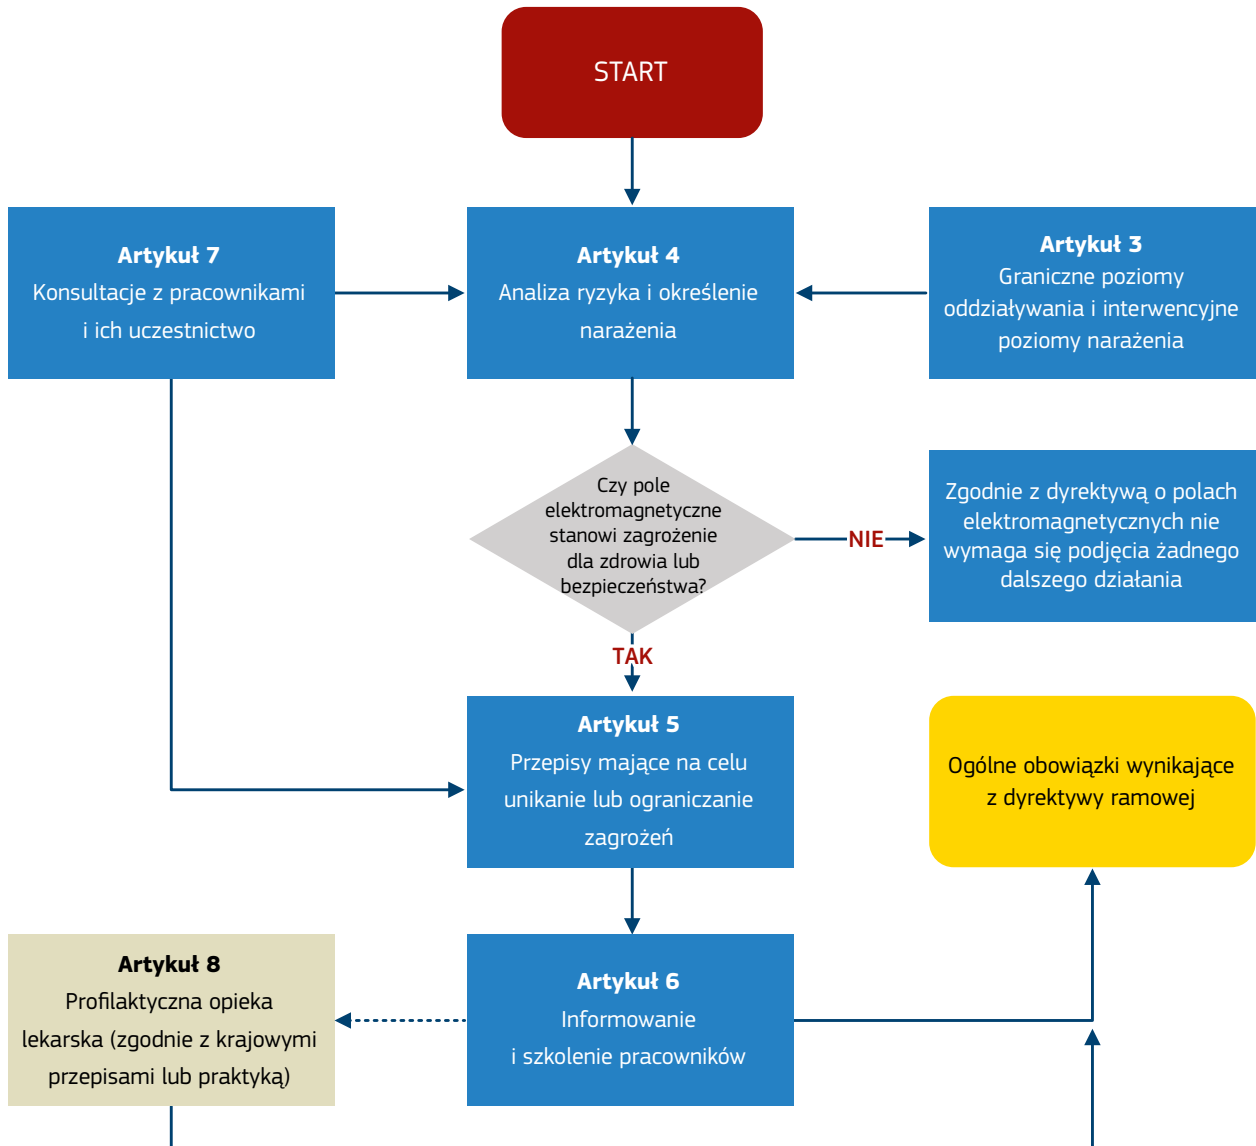 START
Artykuł 7
Konsultacje z pracownikami
i ich uczestnictwo
Artykuł 4
Analiza ryzyka i określenie
narażenia
Artykuł 3
Graniczne poziomy
oddziaływania i interwencyjne
poziomy narażenia
Czy pole
elektromagnetyczne
stanowi zagrożenie
dla zdrowia lub
bezpieczeństwa?
NIE
Zgodnie z dyrektywą o polach
elektromagnetycznych nie
wymaga się podjęcia żadnego
dalszego działania
TAK
Artykuł 5
Przepisy mające na celu
unikanie lub ograniczanie
zagrożeń
Ogólne obowiązki wynikające
z dyrektywy ramowej
Artykuł 8
Profilaktyczna opieka
lekarska (zgodnie z krajowymi
przepisami lub praktyką)
Artykuł 6
Informowanie
i szkolenie pracowników